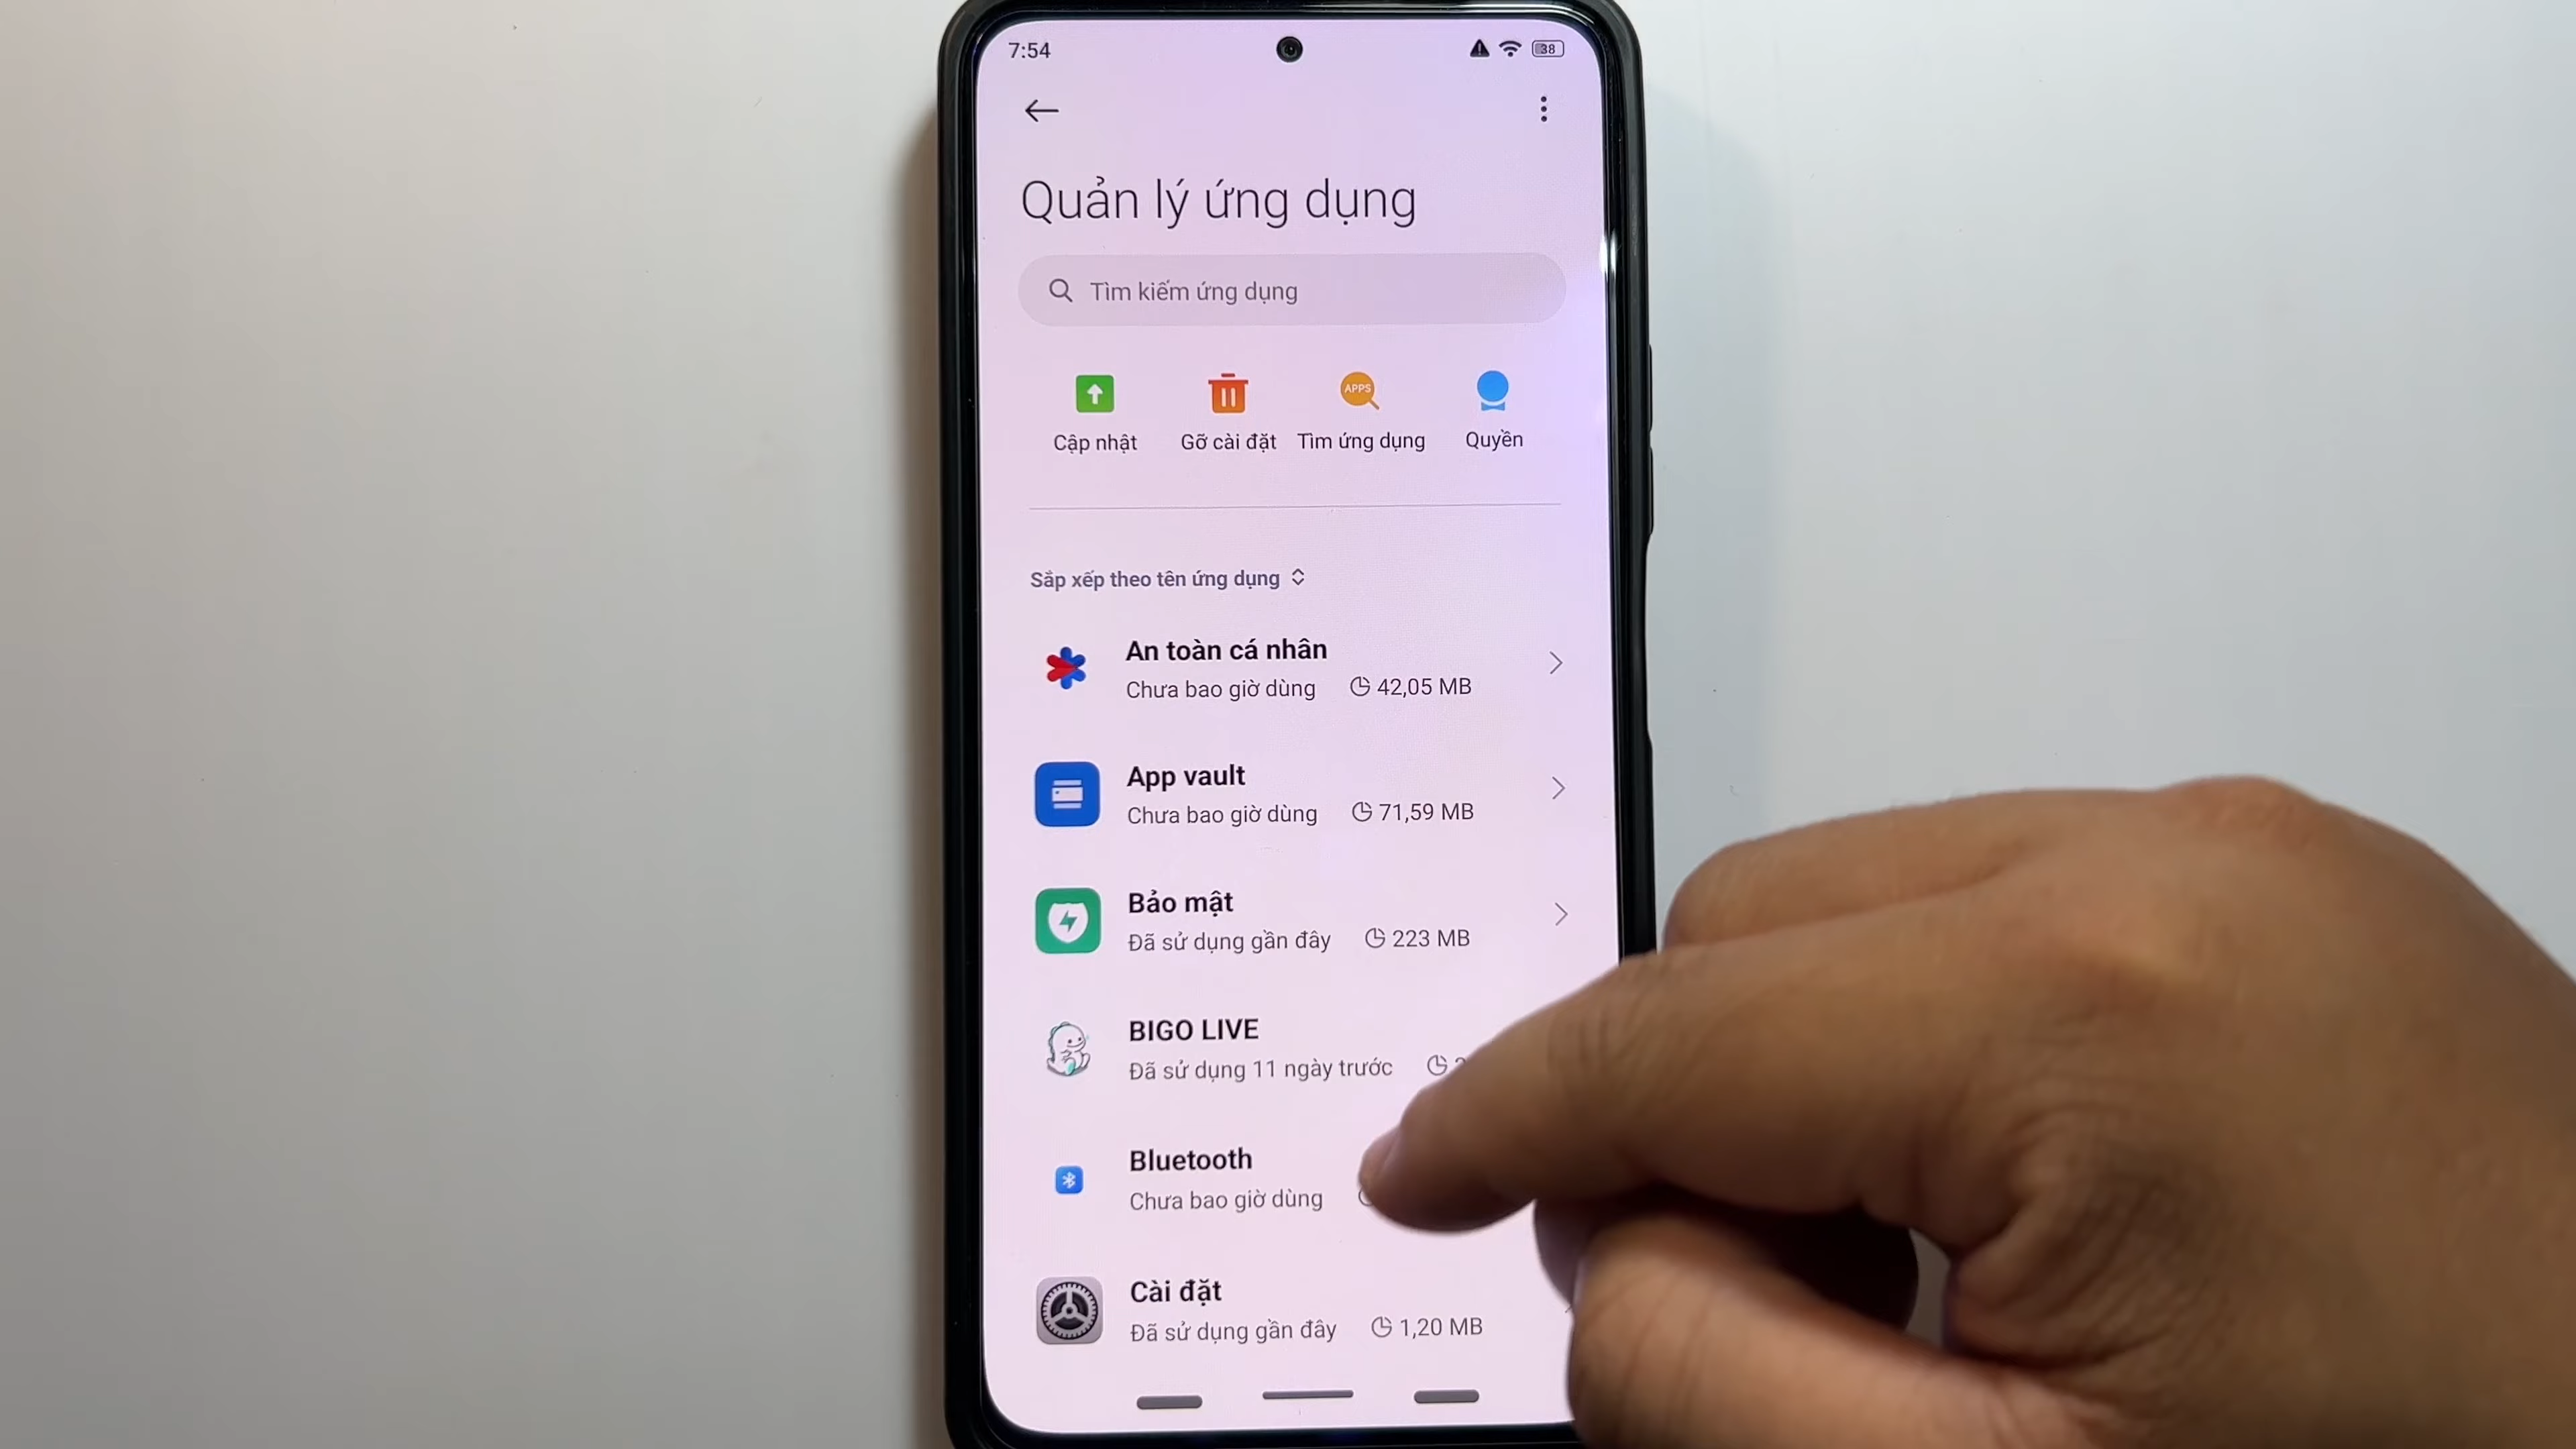 7:54
38
Quản lý ứng dụng
Tìm kiếm ứng dụng
APPS
Cập nhật Gỡ cài đặt Tìm ứng dụng Quyền
Sắp xếp theo tên ứng dụng
An toàn cá nhân
Chưa bao giờ dùng 42,05 MB
App vault
Chưa bao giờ dùng 71,59 MB
Bảo mật
Đã sử dụng gần đây 223 MB
BIGO LIVE
Đã sử dụng 11 ngày trước
Bluetooth
Chưa bao giờ dùng
Cài đặt
Đã sử dụng gần đây 1,20 MB